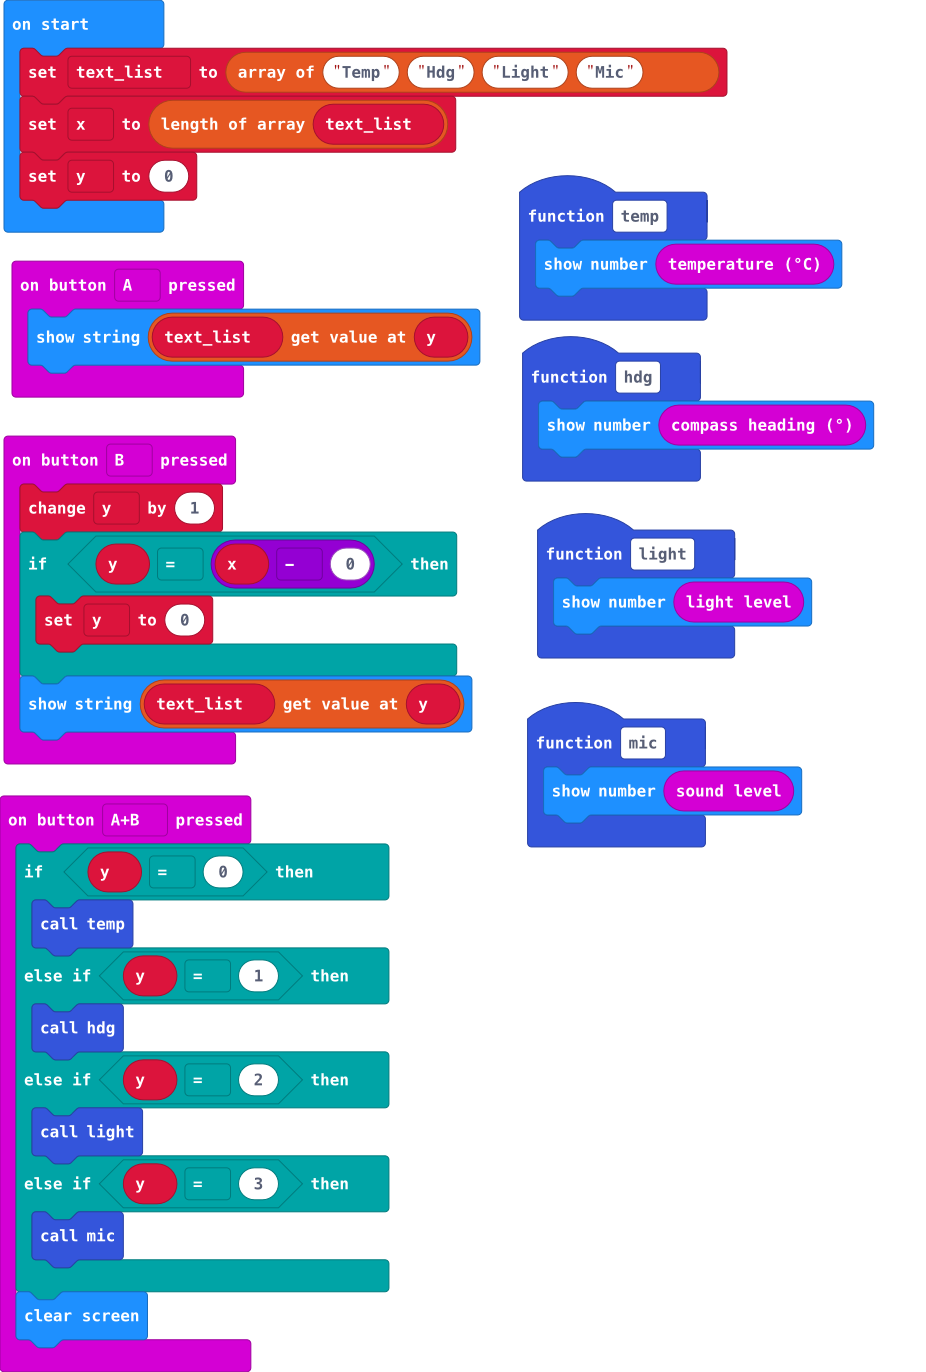 on start
set text_list to array of "Temp" "Hdg" "Light" "Mic"
set x to length of array text_list
set y to 0
on button A pressed
show string text_list get value at y
on button B pressed
change y by 1
if y = x - 0 then
set y to 0
show string text_list get value at y
on button A+B pressed
if y = 0 then
call temp
else if y = 1 then
call hdg
else if y = 2 then
call light
else if y = 3 then
call mic
clear screen
function temp
show number temperature (°C)
function hdg
show number compass heading (°)
function light
show number light level
function mic
show number sound level